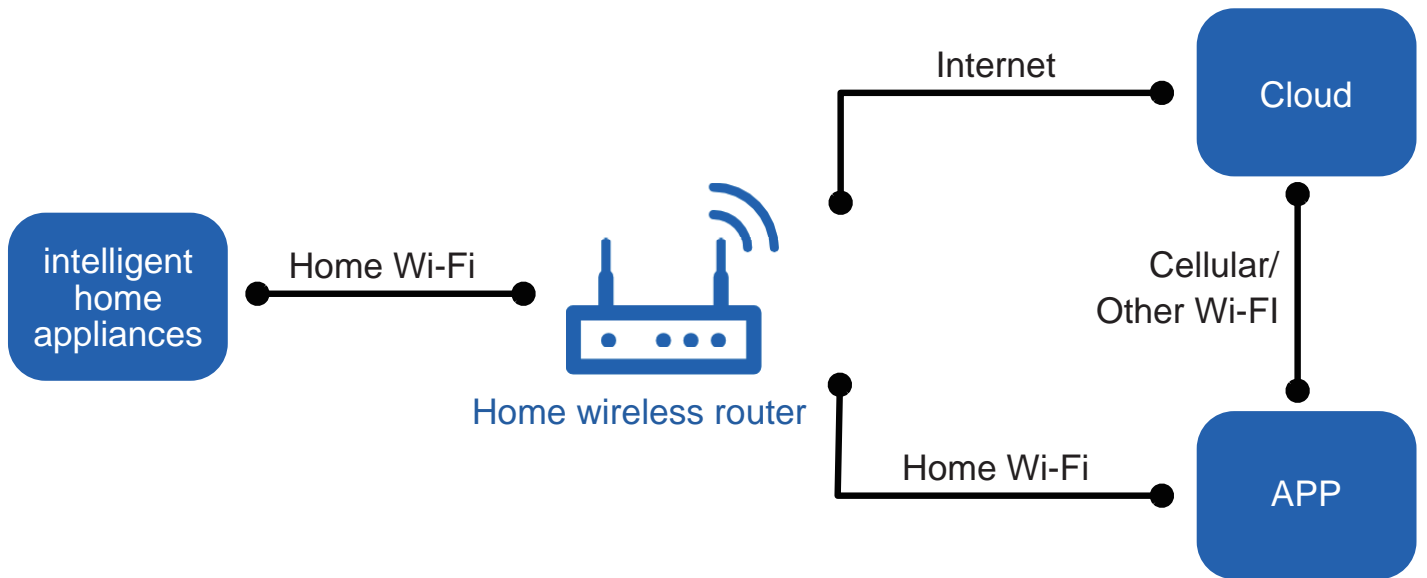 Internet
Cloud
intelligent
home
appliances
Home Wi-Fi
Cellular/
Other Wi-FI
Home wireless router
Home Wi-Fi
APP